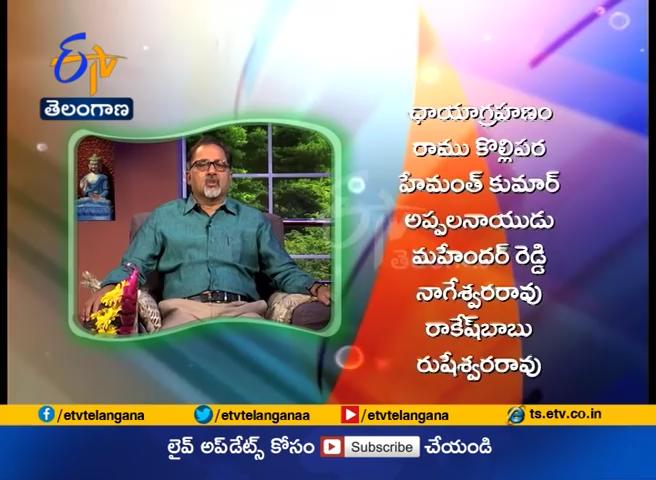 ETV
తెలంగాణ
ఛాయాగ్రహణం
రాము కొల్లిపర
హేమంత్ కుమార్
అప్పలనాయుడు
మహేందర్ రెడ్డి
నాగేశ్వరరావు
రాకేష్‌బాబు
రుషేశ్వరరావు
/etvtelangana /etvtelanganaa /etvtelangana ts.etv.co.in
లైవ్ అప్‌డేట్స్ కోసం Subscribe చేయండి